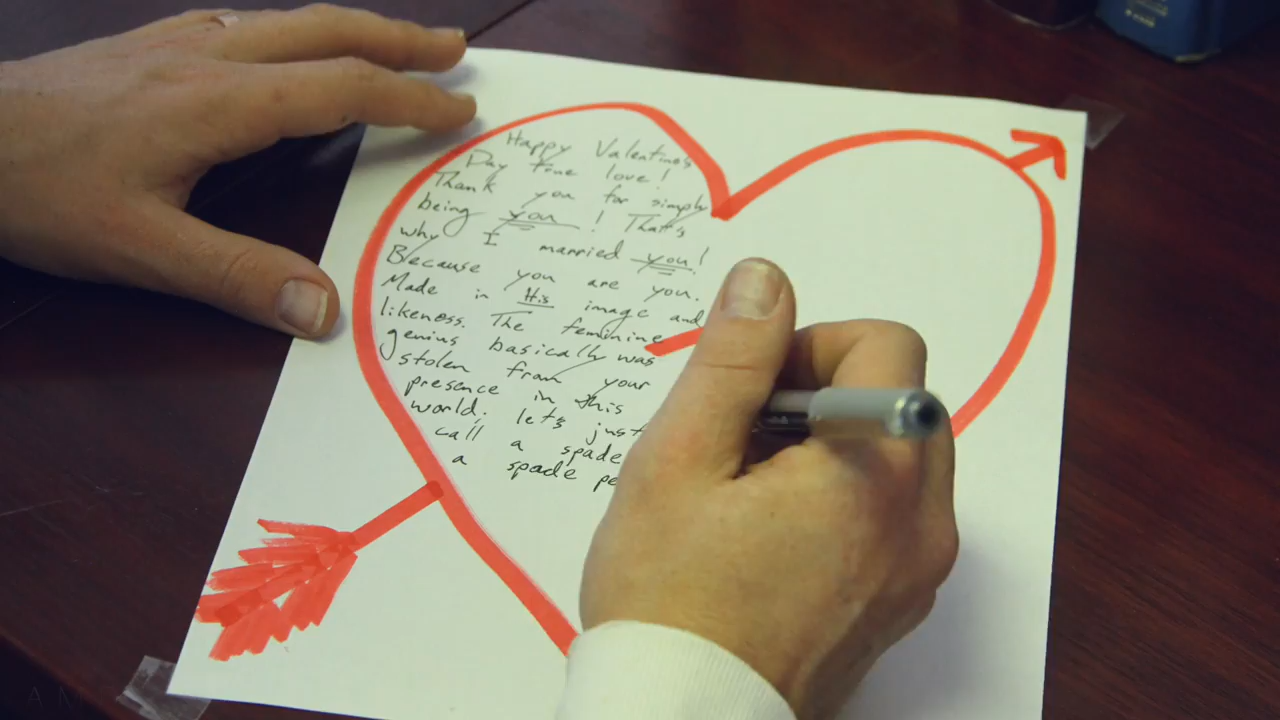 Happy Valentines
Day true love!
Thank you for simply
being you! That's
why I married you!
Because you are you.
Made in His image and
likeness. The feminine
genius basically was
stolen from your
presence in this
world; lets just
call a spade
a spade pe